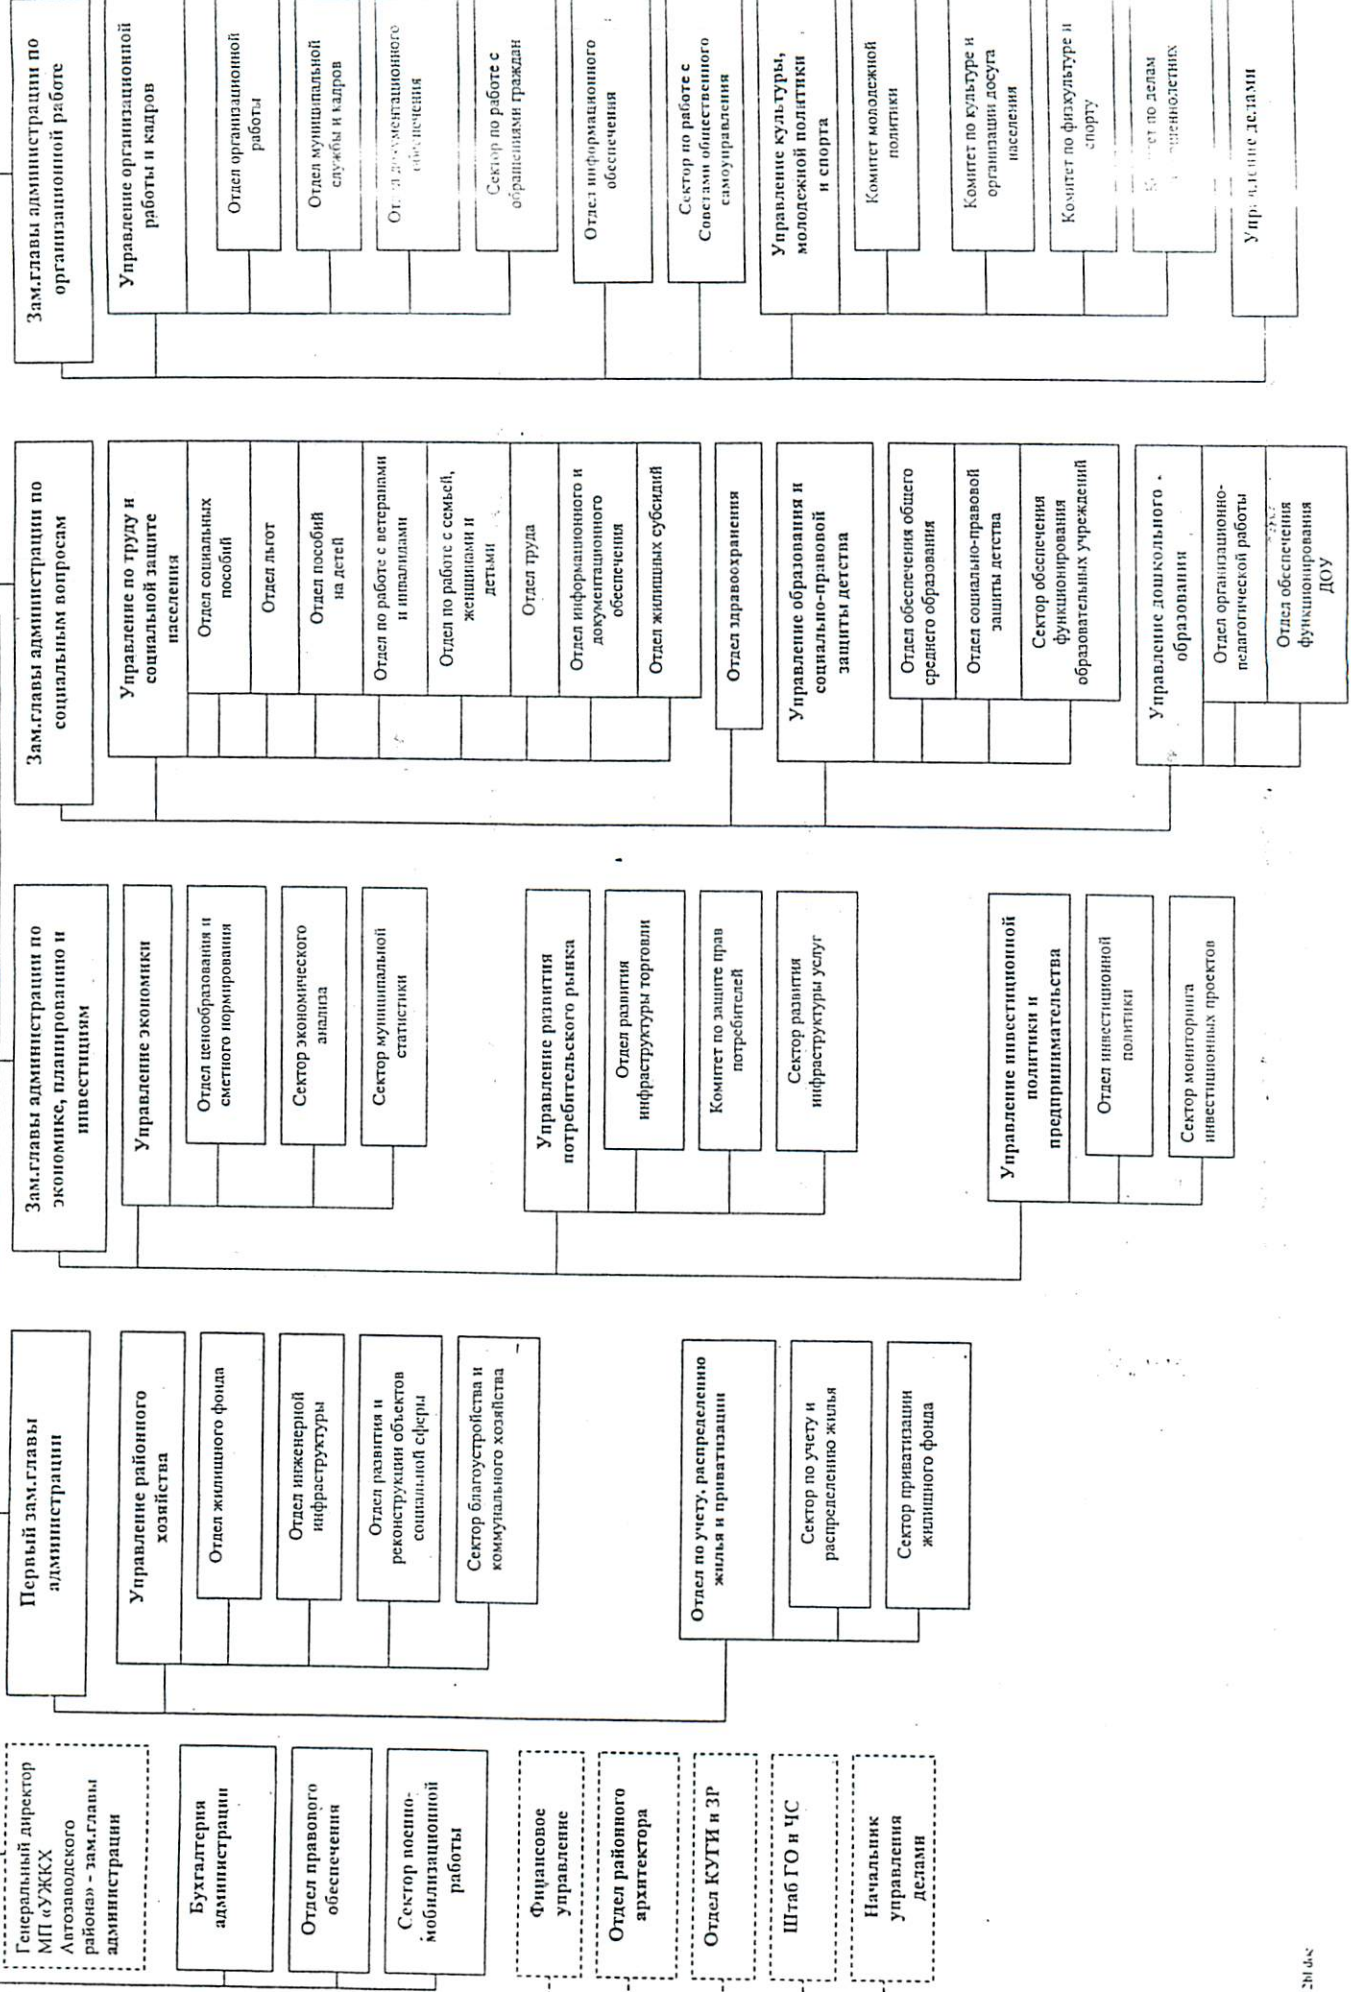 Генеральный директор
МП «УЖКХ
Автозаводского
района» – зам.главы
администрации
Бухгалтерия
администрации
Отдел правового
обеспечения
Сектор военно-
мобилизационной
работы
Финансовое
управление
Отдел районного
архитектора
Отдел КУГИ и ЗР
Штаб ГО и ЧС
Начальник
управления
делами
Первый зам.главы
администрации
Управление районного
хозяйства
Отдел жилищного фонда
Отдел инженерной
инфраструктуры
Отдел развития и
реконструкции объектов
социальной сферы
Сектор благоустройства и
коммунального хозяйства
Отдел по учету, распределению
жилья и приватизации
Сектор по учету и
распределению жилья
Сектор приватизации
жилищного фонда
Зам.главы администрации по
экономике, планированию и
инвестициям
Управление экономики
Отдел ценообразования и
сметного нормирования
Сектор экономического
анализа
Сектор муниципальной
статистики
Управление развития
потребительского рынка
Отдел развития
инфраструктуры торговли
Комитет по защите прав
потребителей
Сектор развития
инфраструктуры услуг
Управление инвестиционной
политики и
предпринимательства
Отдел инвестиционной
политики
Сектор мониторинга
инвестиционных проектов
Зам.главы администрации по
социальным вопросам
Управление по труду и
социальной защите
населения
Отдел социальных
пособий
Отдел льгот
Отдел пособий
на детей
Отдел по работе с ветеранами
и инвалидами
Отдел по работе с семьей,
женщинами и
детьми
Отдел труда
Отдел информационного и
документационного
обеспечения
Отдел жилищных субсидий
Отдел здравоохранения
Управление образования и
социально-правовой
защиты детства
Отдел обеспечения общего
среднего образования
Отдел социально-правовой
защиты детства
Сектор обеспечения
функционирования
образовательных учреждений
Управление дошкольного
образования
Отдел организационно-
педагогической работы
Отдел обеспечения
функционирования
ДОУ
Зам.главы администрации по
организационной работе
Управление организационной
работы и кадров
Отдел организационной
работы
Отдел муниципальной
службы и кадров
Отдел документационного
обеспечения
Сектор по работе с
обращениями граждан
Отдел информационного
обеспечения
Сектор по работе с
Советами общественного
самоуправления
Управление культуры,
молодежной политики
и спорта
Комитет молодежной
политики
Комитет по культуре и
организации досуга
населения
Комитет по физкультуре и
спорту
по делам
Управление делами